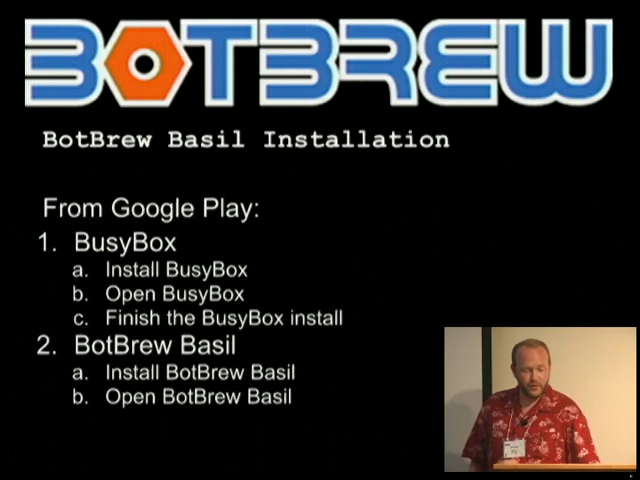 BOTBREW
BotBrew Basil Installation
From Google Play:
1. BusyBox
a. Install BusyBox
b. Open BusyBox
c. Finish the BusyBox install
2. BotBrew Basil
a. Install BotBrew Basil
b. Open BotBrew Basil